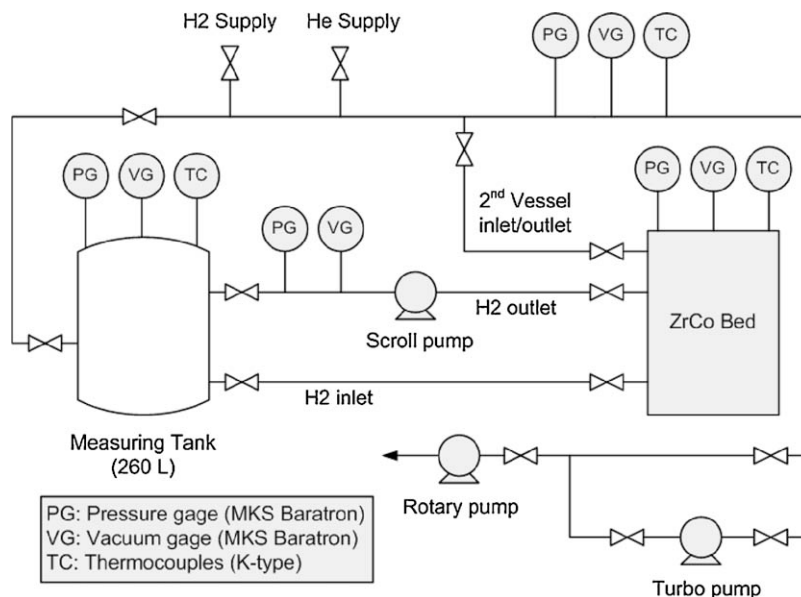 H2 Supply
He Supply
PG
VG
TC
PG
VG
TC
PG
VG
TC
2nd Vessel
inlet/outlet
PG
VG
H2 outlet
ZrCo Bed
Scroll pump
H2 inlet
Measuring Tank
(260 L)
Rotary pump
PG: Pressure gage (MKS Baratron)
VG: Vacuum gage (MKS Baratron)
TC: Thermocouples (K-type)
Turbo pump